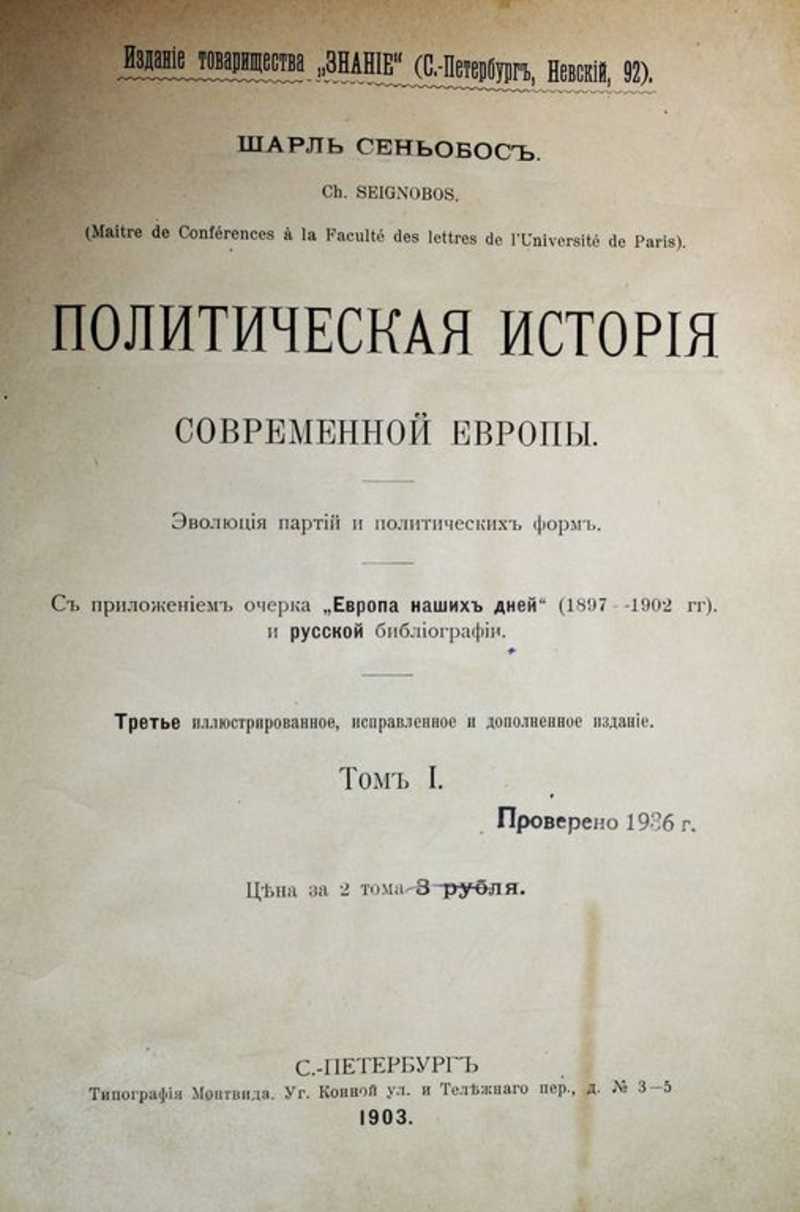 Изданіе товарищества „ЗНАНІЕ“ (С.-Петербургъ, Невскій, 92).
ШАРЛЬ СЕНЬОБОСЪ.
Ch. SEIGNOBOS.
(Maître de Conférences à la Faculté des lettres de l'Université de Paris).
ПОЛИТИЧЕСКАЯ ИСТОРІЯ
СОВРЕМЕННОЙ ЕВРОПЫ.
Эволюція партій и политическихъ формъ.
Съ приложеніемъ очерка „Европа нашихъ дней“ (1897–1902 гг).
и русской библіографіи.
Третье иллюстрированное, исправленное и дополненное изданіе.
Томъ I.
Проверено 1936 г.
Цѣна за 2 тома 3 рубля.
С.-ПЕТЕРБУРГЪ
Типографія Монтвида. Уг. Конной ул. и Телѣжнаго пер., д. № 3–5
1903.